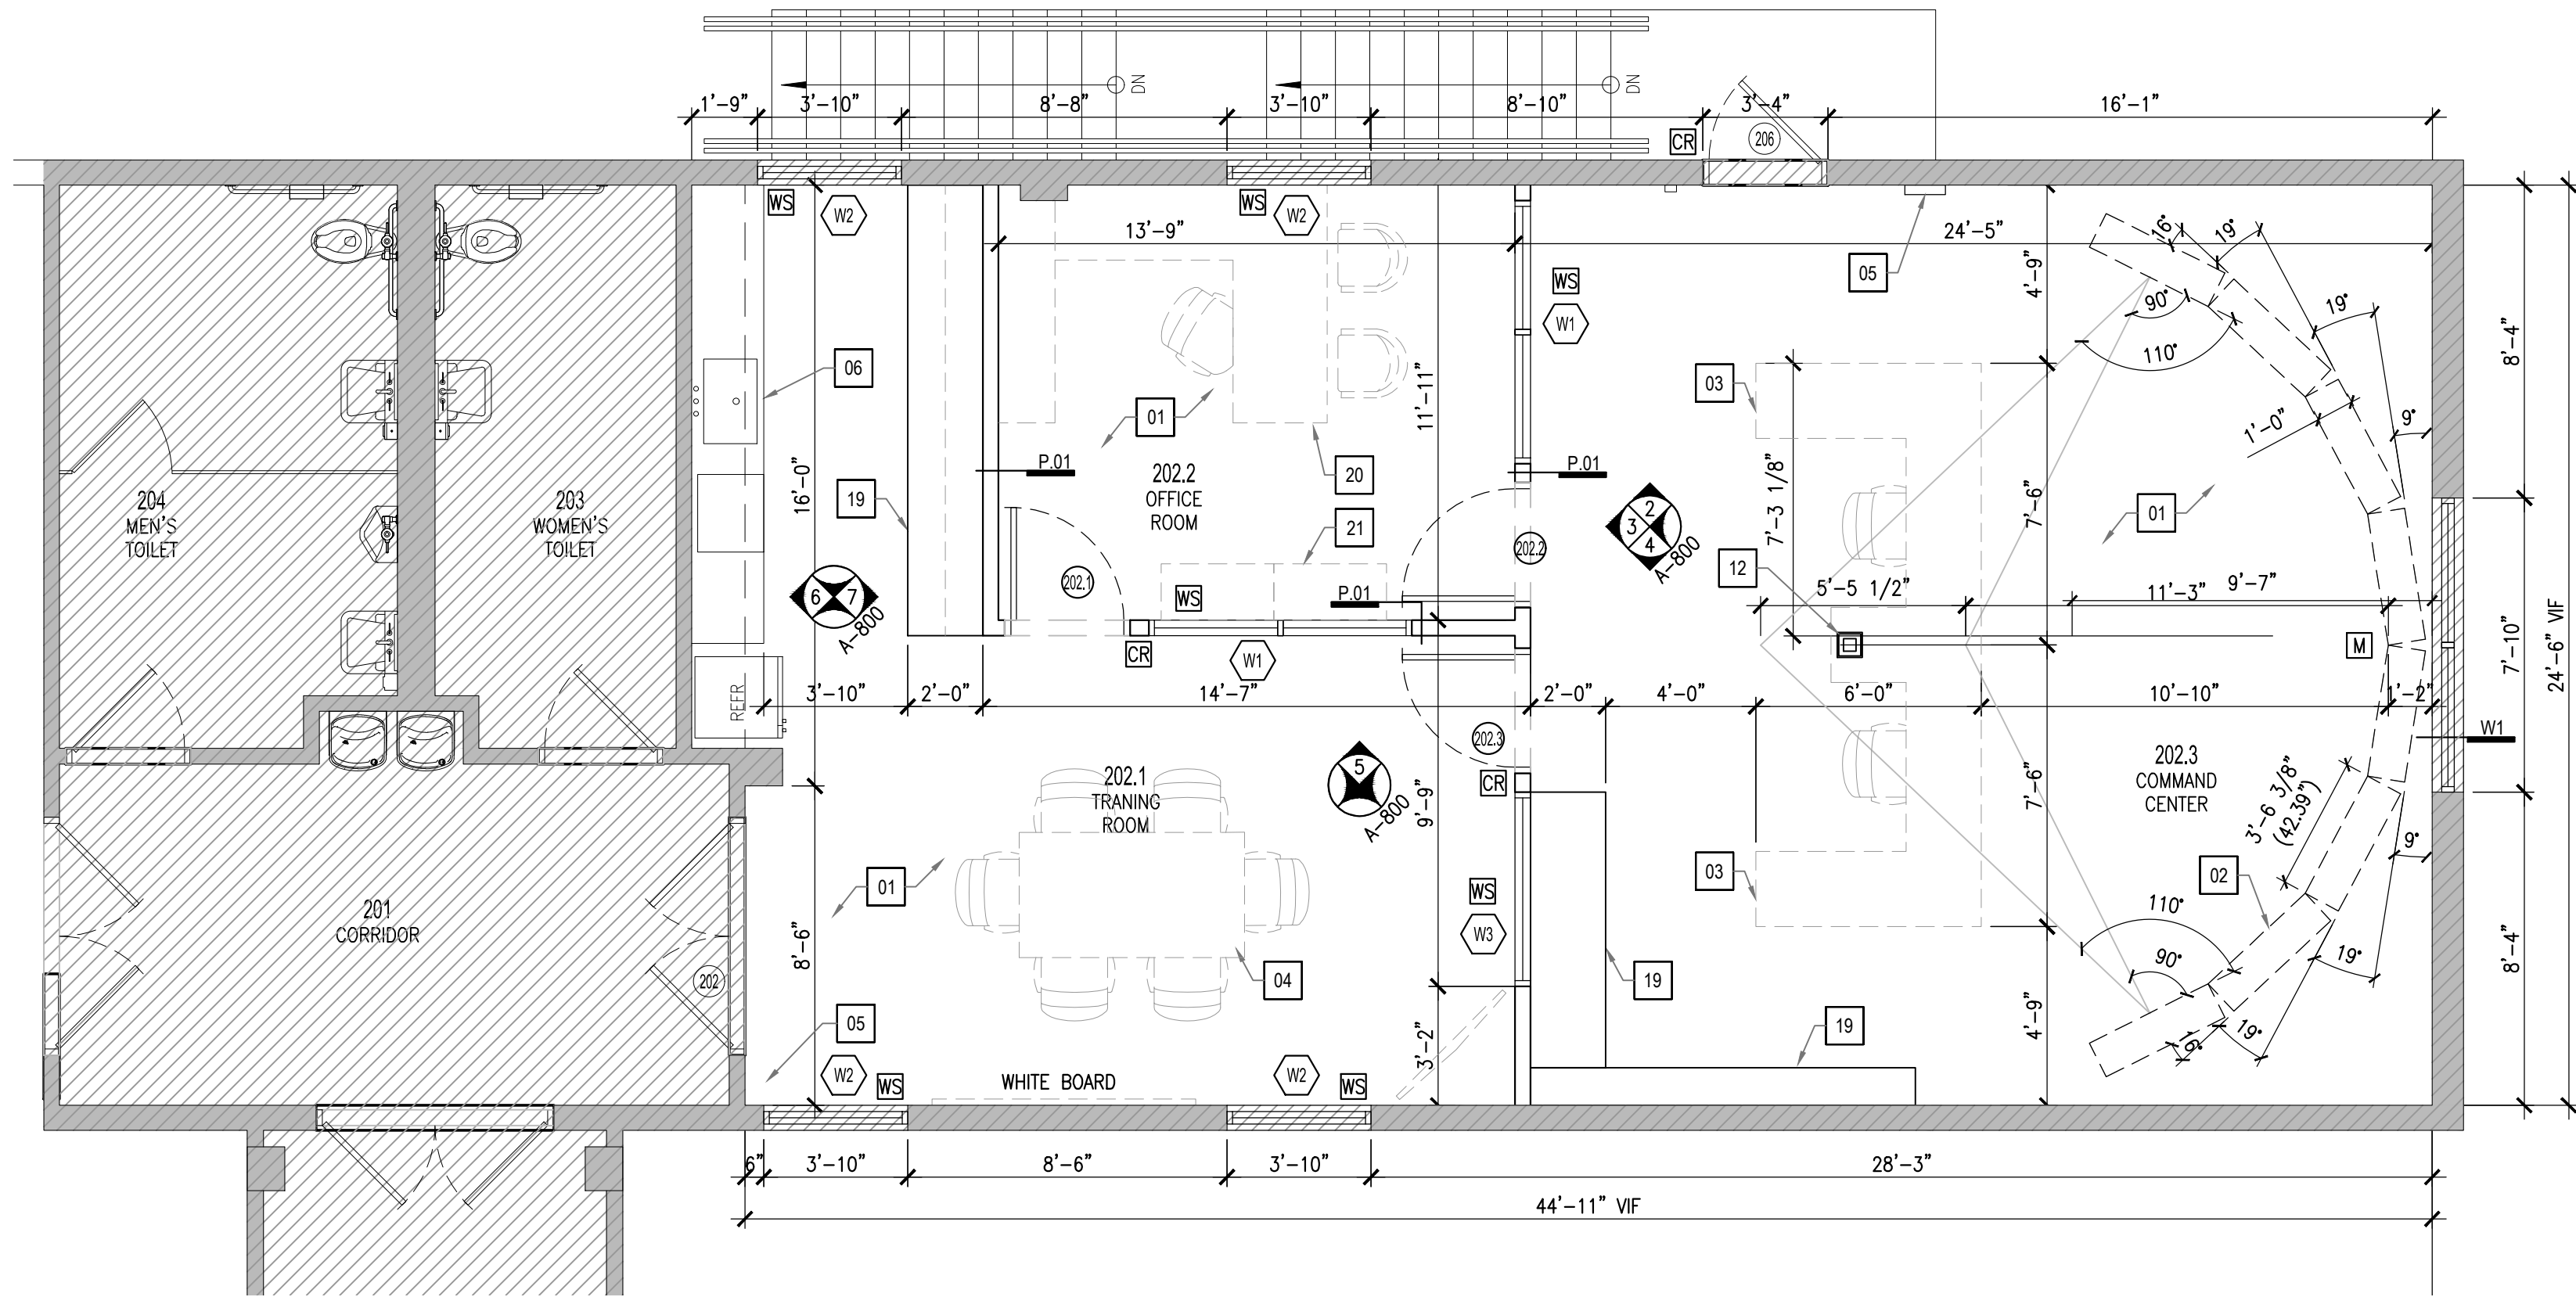 DN
DN
1'-9"
3'-10"
8'-8"
3'-10"
8'-10"
3'-4"
16'-1"
CR
206
WS
W2
WS
W2
13'-9"
24'-5"
16°
19°
WS
W1
05
4'-9"
90°
19°
110°
8'-4"
06
01
11'-11"
03
1'-0"
9°
P.01
P.01
204
MEN'S
TOILET
203
WOMEN'S
TOILET
16'-0"
19
202.2
OFFICE
ROOM
20
21
7'-3 1/8"
7'-6"
01
2
3
4
A-800
202.2
12
6
7
A-800
202.1
WS
P.01
5'-5 1/2"
11'-3"
9'-7"
7'-10"
24'-6" VIF
CR
W1
M
REFR
3'-10"
2'-0"
14'-7"
2'-0"
4'-0"
6'-0"
10'-10"
1'-2"
202.3
W1
5
A-800
CR
202.1
TRANING
ROOM
9'-9"
7'-6"
202.3
COMMAND
CENTER
3'-6 3/8"
(42.39")
9°
01
WS
03
02
201
CORRIDOR
8'-6"
W3
110°
90°
19°
8'-4"
202
04
19
05
19
3'-2"
4'-9"
16°
19°
W2
WS
WHITE BOARD
W2
WS
6"
3'-10"
8'-6"
3'-10"
28'-3"
44'-11" VIF